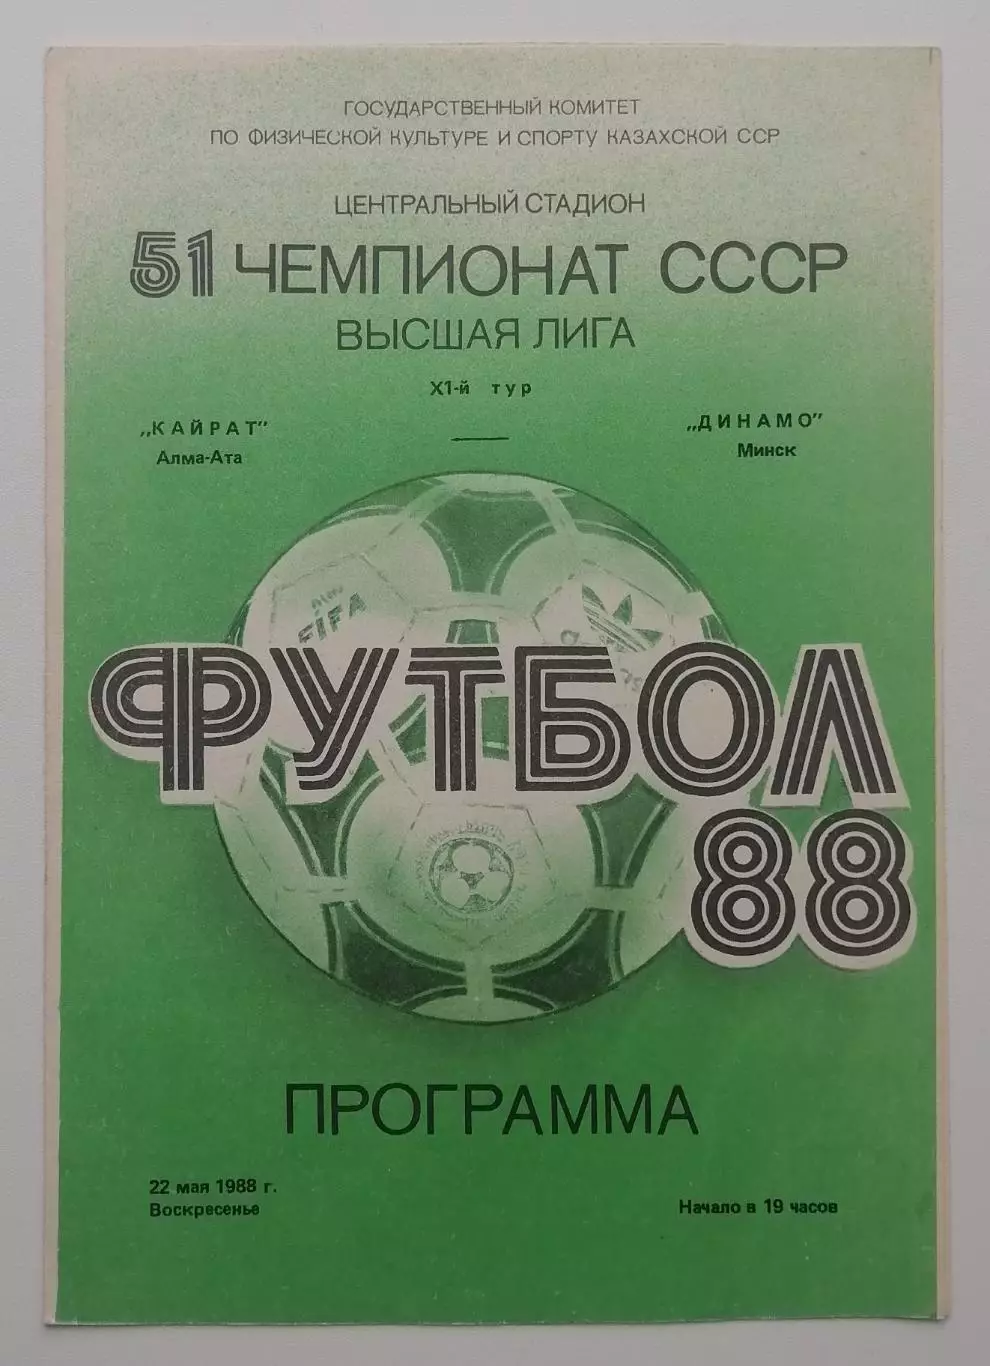 ГОСУДАРСТВЕННЫЙ КОМИТЕТ
ПО ФИЗИЧЕСКОЙ КУЛЬТУРЕ И СПОРТУ КАЗАХСКОЙ ССР
ЦЕНТРАЛЬНЫЙ СТАДИОН
51 ЧЕМПИОНАТ СССР
ВЫСШАЯ ЛИГА
X1-й тур
„КАЙРАТ" — „ДИНАМО"
Алма-Ата Минск
FIFA
ФУТБОЛ
88
ПРОГРАММА
22 мая 1988 г.
Воскресенье
Начало в 19 часов